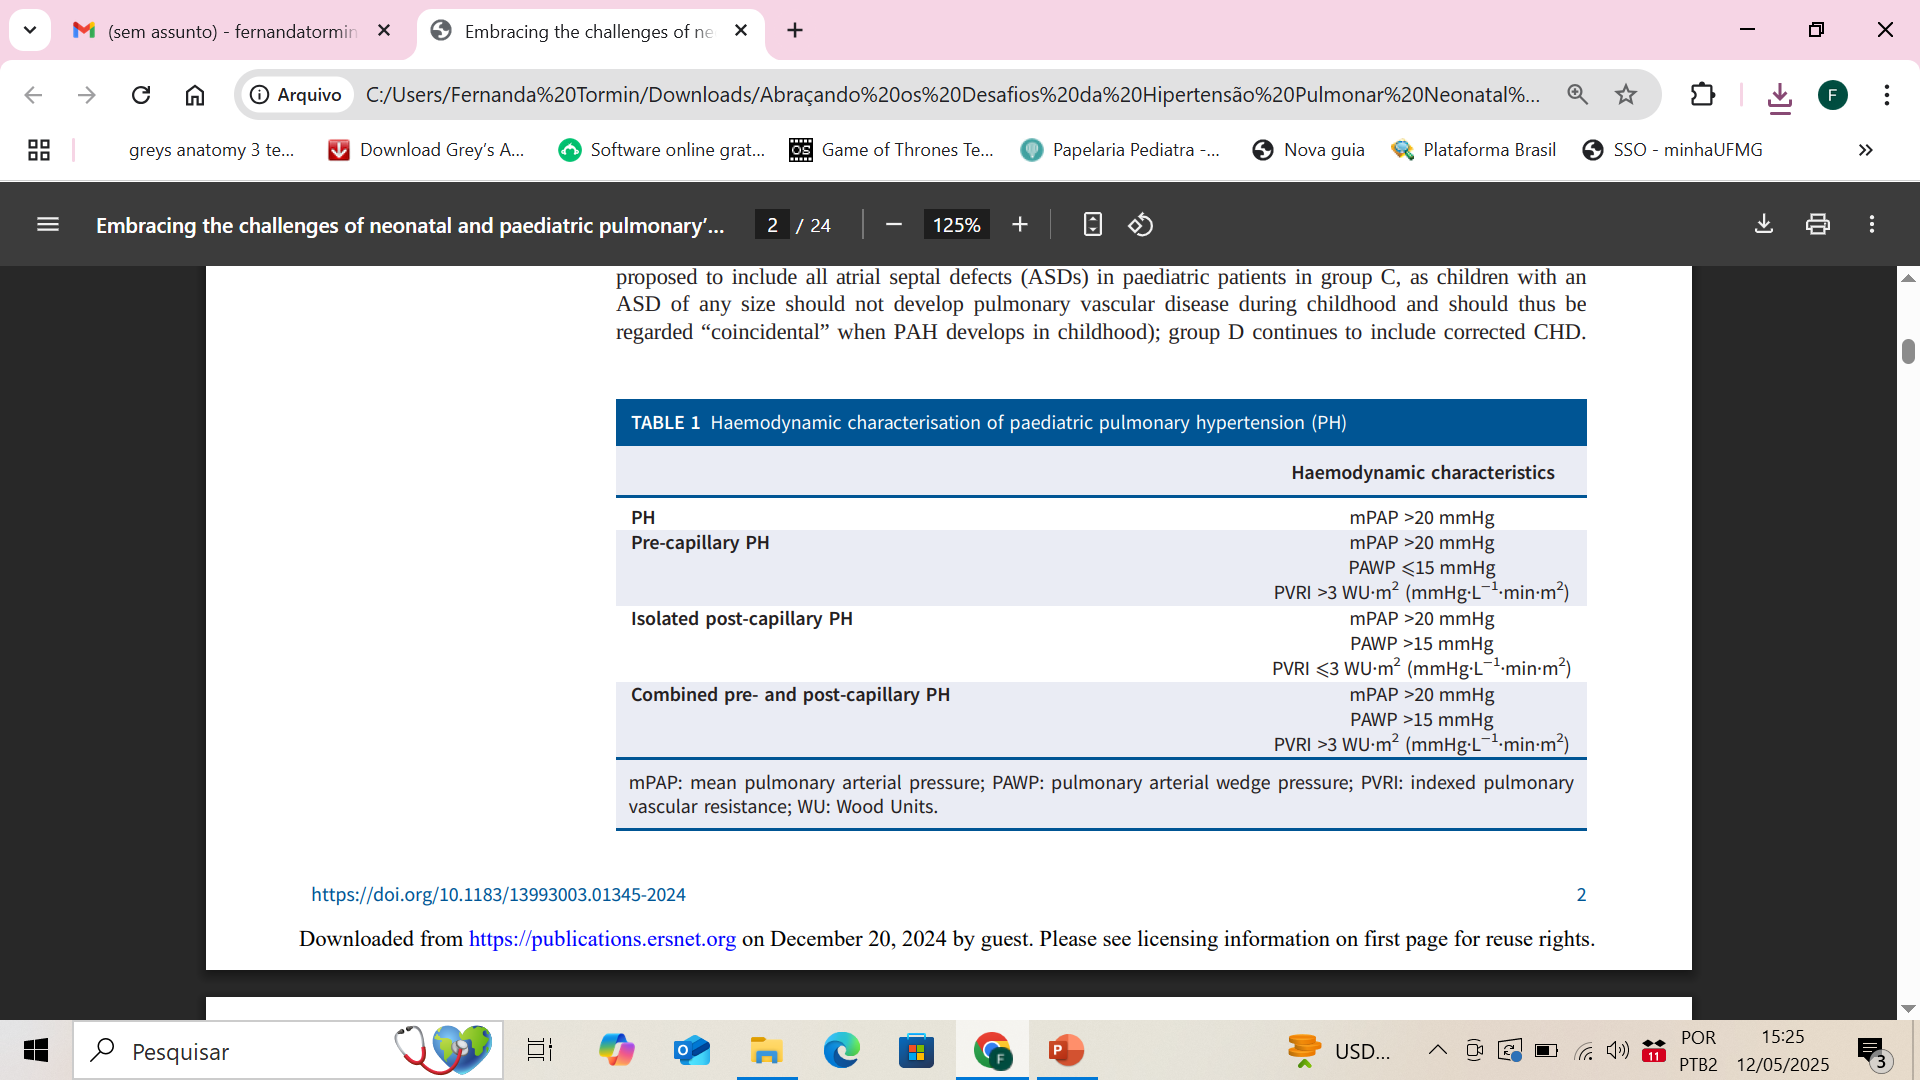 (sem assunto) - fernandatormin
Embracing the challenges of ne
Arquivo
C:/Users/Fernanda%20Tormin/Downloads/Abraçando%20os%20Desafios%20da%20Hipertensão%20Pulmonar%20Neonatal%...
F
greys anatomy 3 te...
Download Grey's A...
Software online grat...
Game of Thrones Te...
Papelaria Pediatra -...
Nova guia
Plataforma Brasil
SSO - minhaUFMG
Embracing the challenges of neonatal and paediatric pulmonary'...
2 / 24
125%
proposed to include all atrial septal defects (ASDs) in paediatric patients in group C, as children with an
ASD of any size should not develop pulmonary vascular disease during childhood and should thus be
regarded “coincidental” when PAH develops in childhood); group D continues to include corrected CHD.
TABLE 1 Haemodynamic characterisation of paediatric pulmonary hypertension (PH)
Haemodynamic characteristics
PH
mPAP >20 mmHg
Pre-capillary PH
mPAP >20 mmHg
PAWP ⩽15 mmHg
PVRI >3 WU·m² (mmHg·L⁻¹·min·m²)
Isolated post-capillary PH
mPAP >20 mmHg
PAWP >15 mmHg
PVRI ⩽3 WU·m² (mmHg·L⁻¹·min·m²)
Combined pre- and post-capillary PH
mPAP >20 mmHg
PAWP >15 mmHg
PVRI >3 WU·m² (mmHg·L⁻¹·min·m²)
mPAP: mean pulmonary arterial pressure; PAWP: pulmonary arterial wedge pressure; PVRI: indexed pulmonary
vascular resistance; WU: Wood Units.
https://doi.org/10.1183/13993003.01345-2024
2
Downloaded from https://publications.ersnet.org on December 20, 2024 by guest. Please see licensing information on first page for reuse rights.
Pesquisar
USD...
11
POR
PTB2
15:25
12/05/2025
3